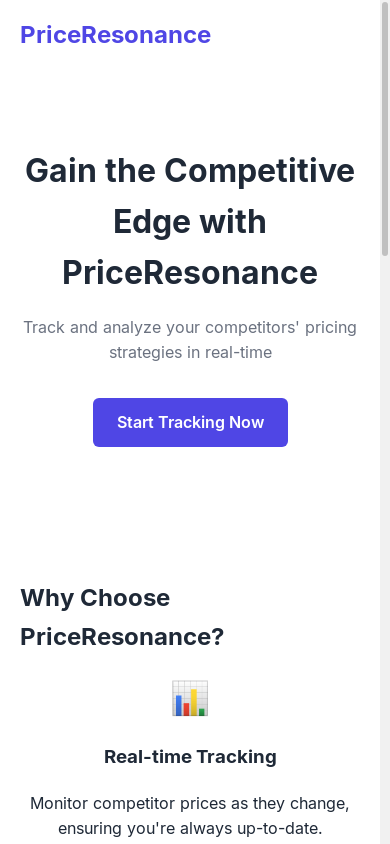 PriceResonance
Gain the Competitive
Edge with
PriceResonance
Track and analyze your competitors' pricing
strategies in real-time
Start Tracking Now
Why Choose
PriceResonance?
Real-time Tracking
Monitor competitor prices as they change,
ensuring you're always up-to-date.